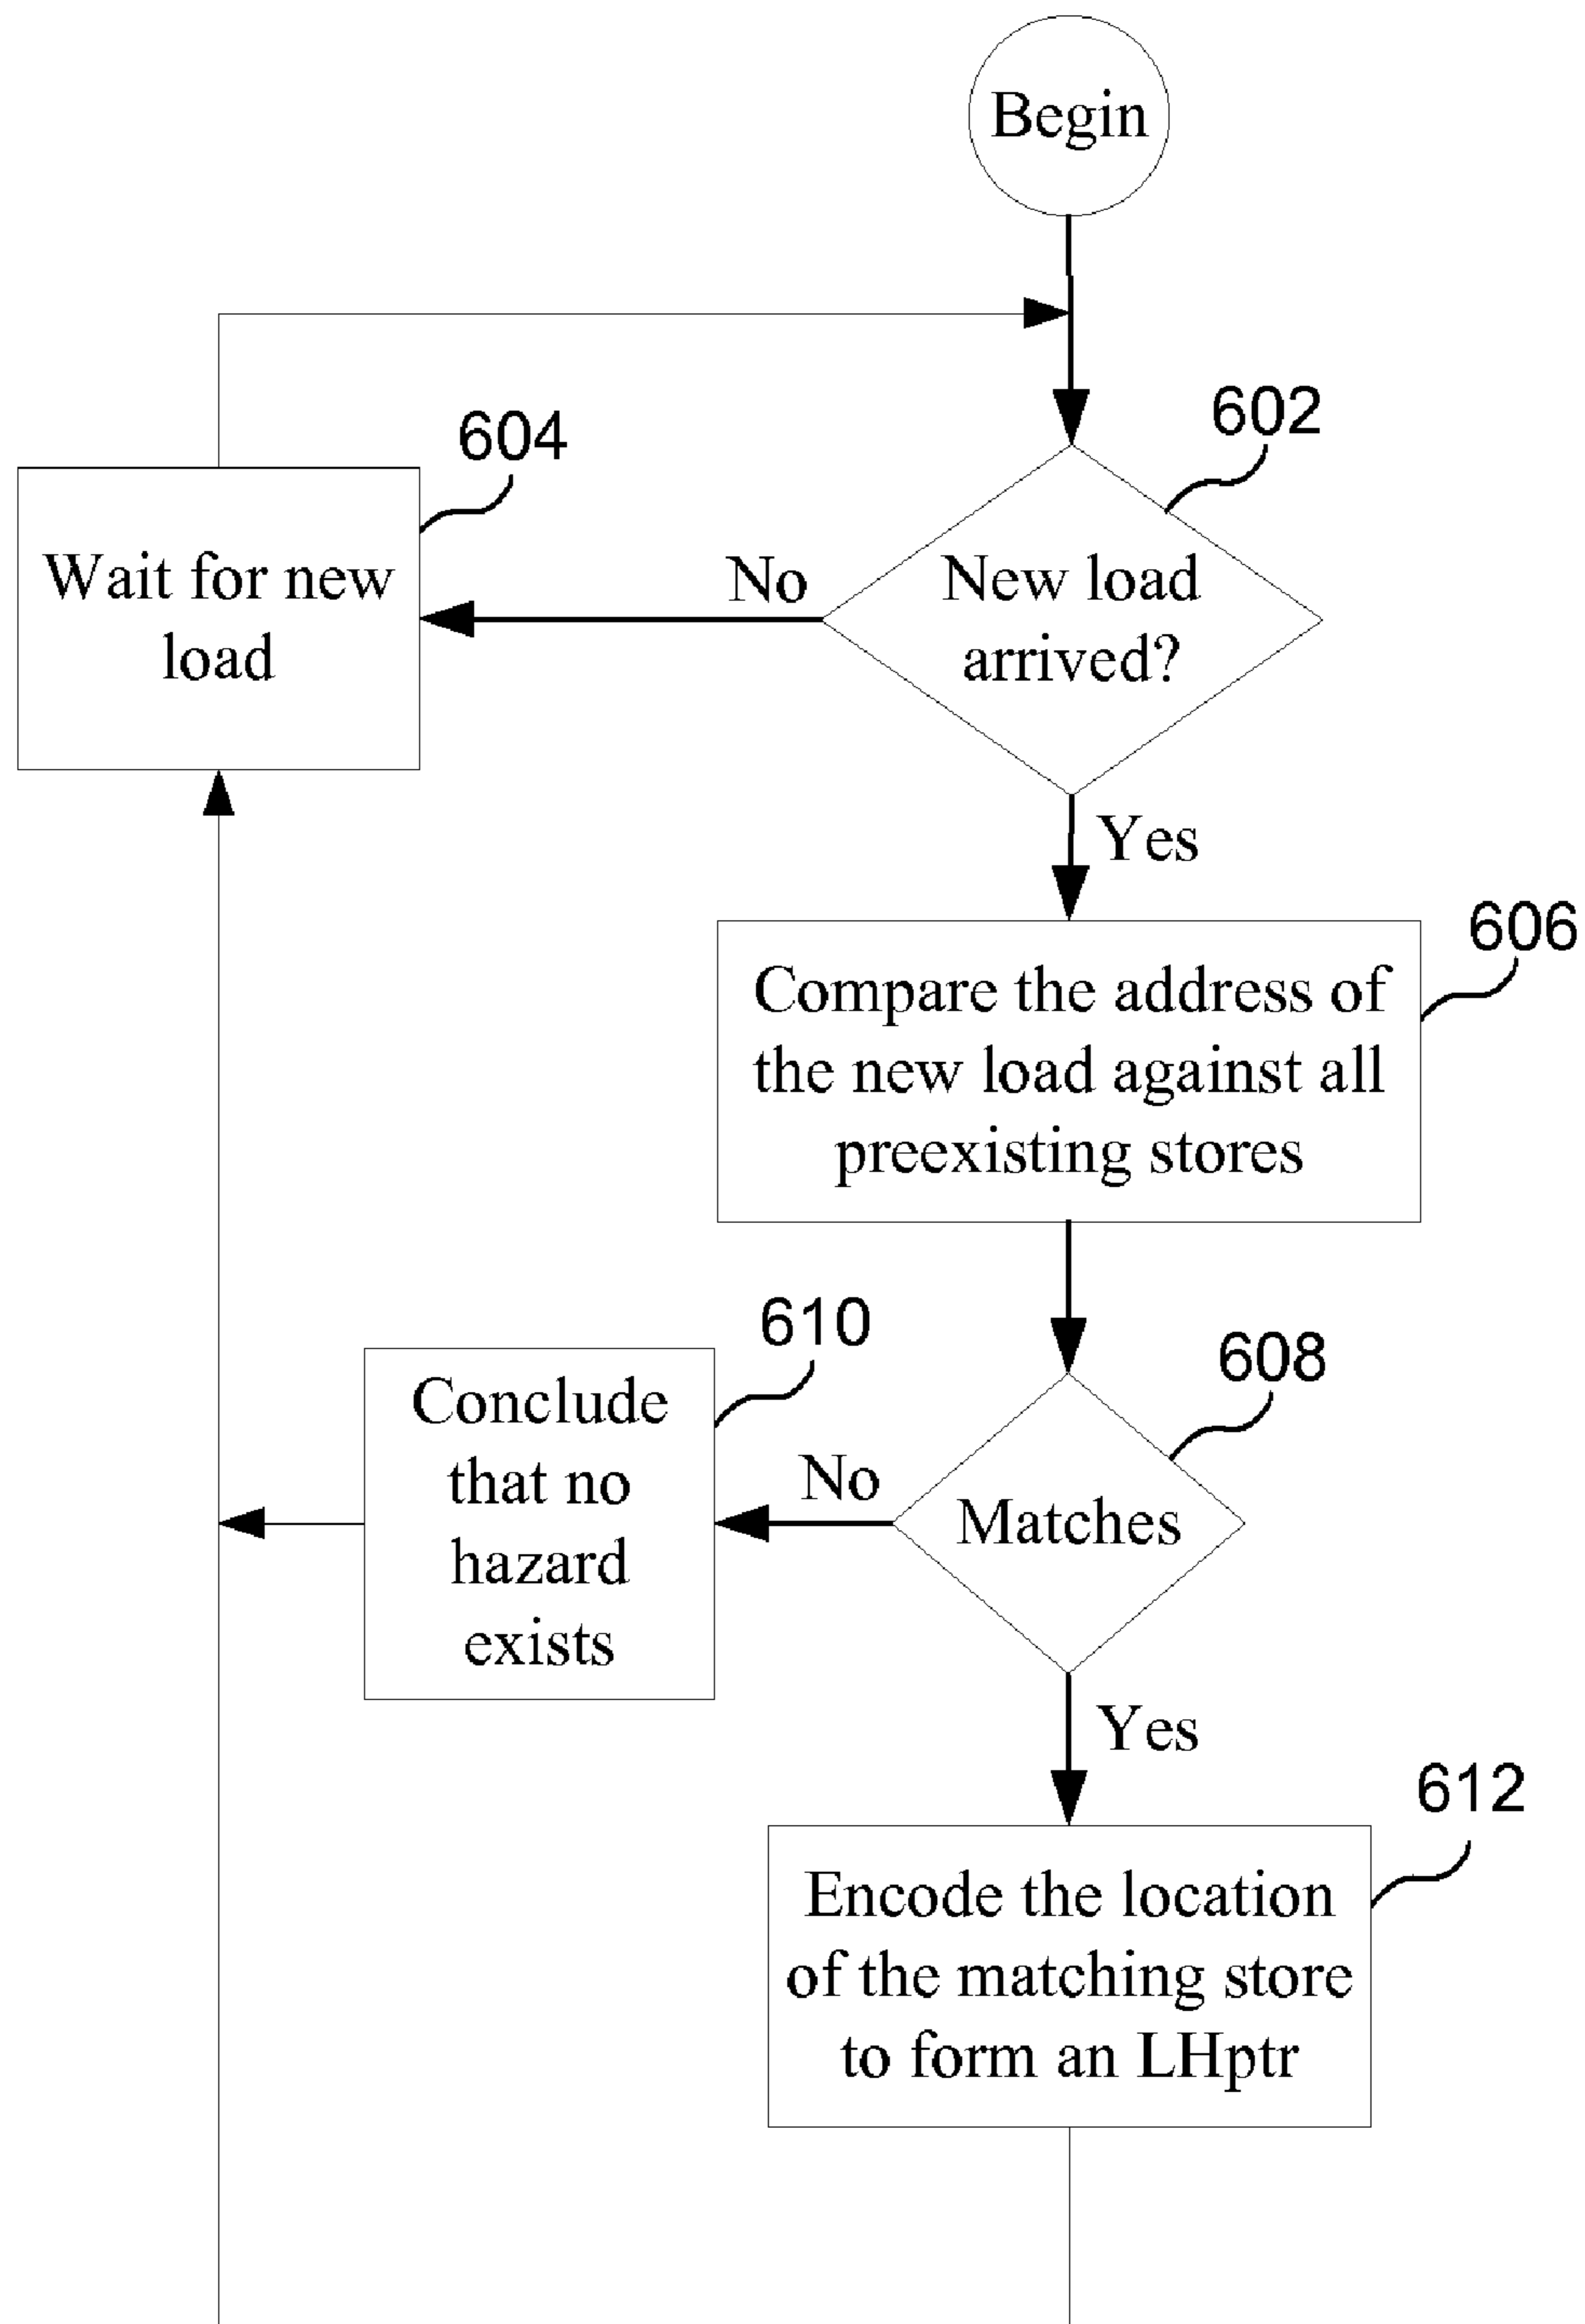 Begin
602
604
New load
arrived?
No
Wait for new
load
Yes
606
Compare the address of
the new load against all
preexisting stores
608
Matches
No
610
Conclude
that no
hazard
exists
Yes
612
Encode the location
of the matching store
to form an LHptr